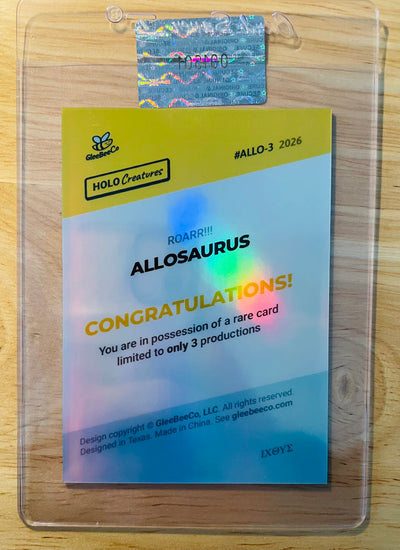 GleeBeeCo
HOLO Creatures
#ALLO-3 2026
ROARR!!!
ALLOSAURUS
CONGRATULATIONS!
You are in possession of a rare card
limited to only 3 productions
Design copyright © GleeBeeCo, LLC. All rights reserved.
Designed in Texas. Made in China. See gleebeeco.com
ΙΧΘΥΣ